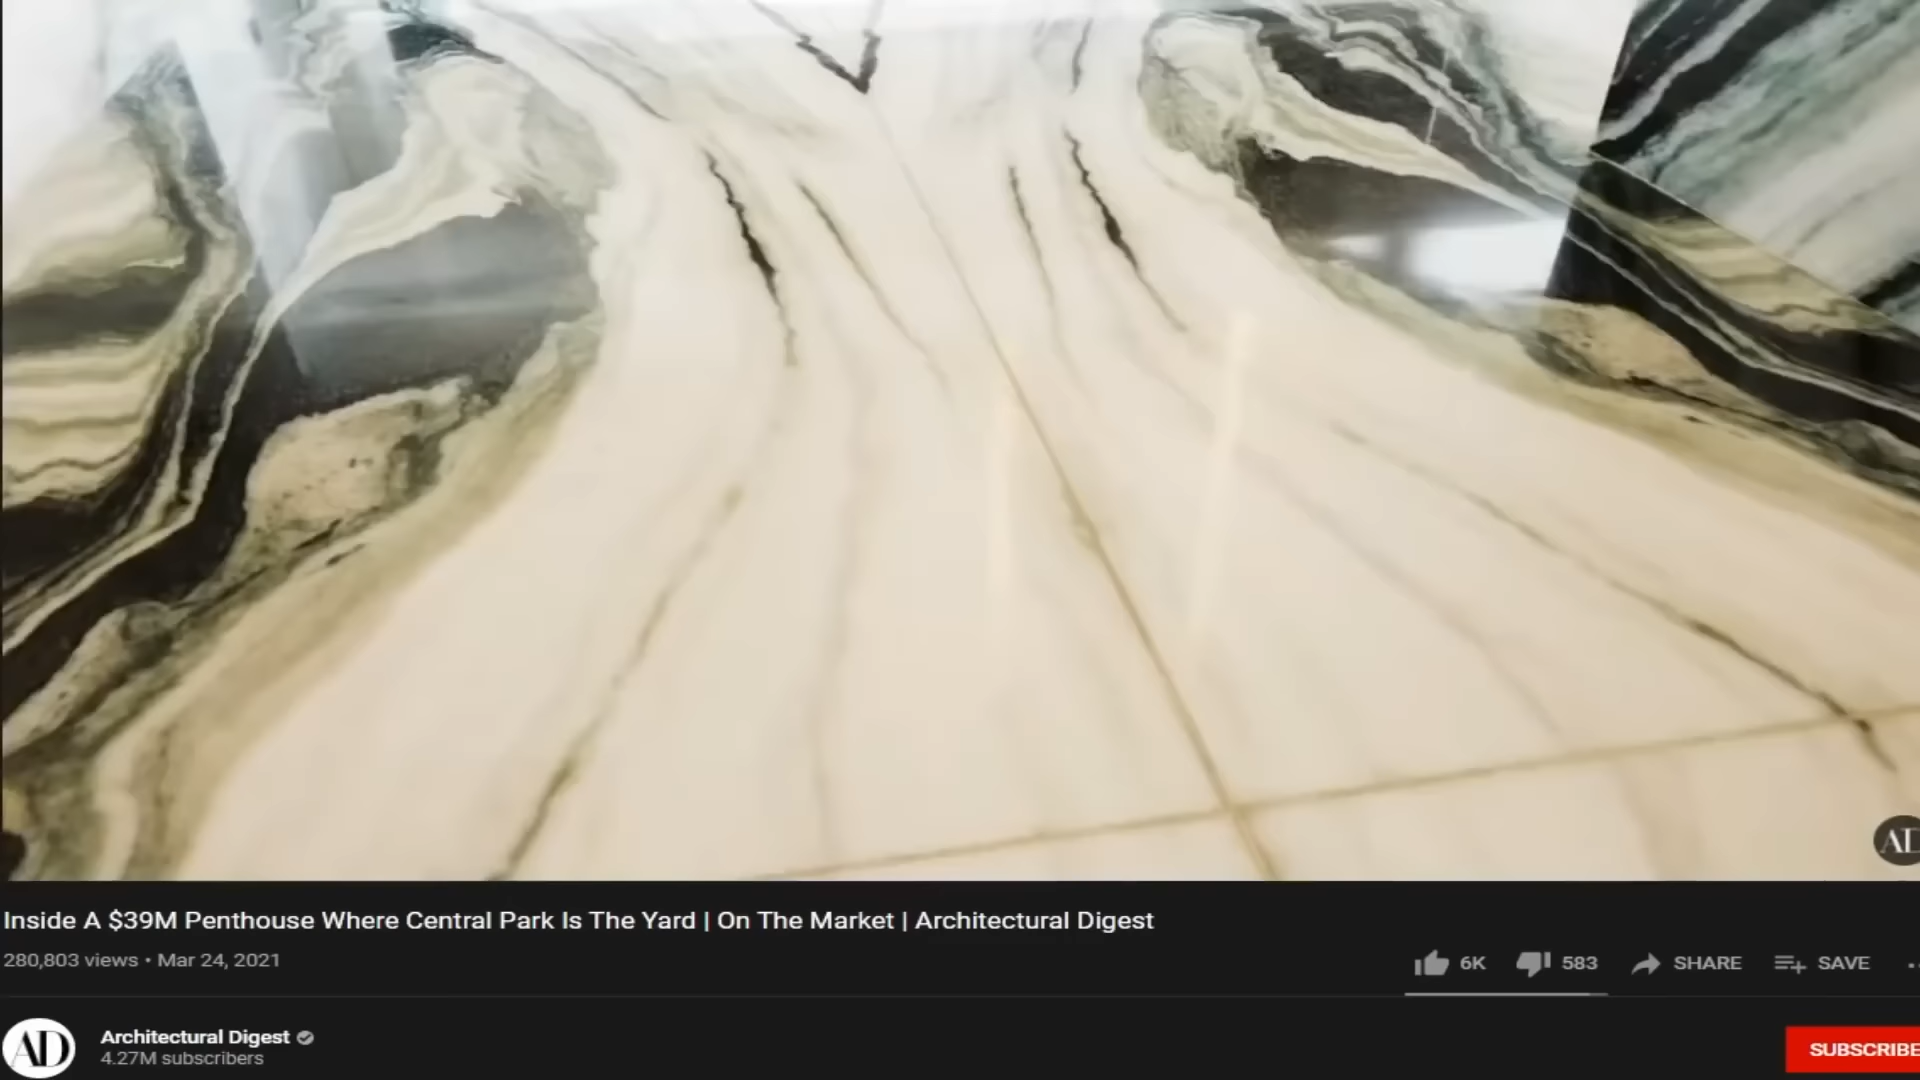 AD
Inside A $39M Penthouse Where Central Park Is The Yard | On The Market | Architectural Digest
280,803 views • Mar 24, 2021
6K 583 SHARE SAVE
AD
Architectural Digest
4.27M subscribers
SUBSCRIBE